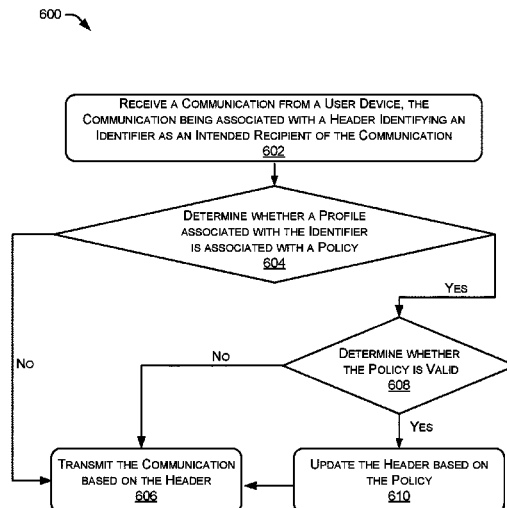 600
RECEIVE A COMMUNICATION FROM A USER DEVICE, THE
COMMUNICATION BEING ASSOCIATED WITH A HEADER IDENTIFYING AN
IDENTIFIER AS AN INTENDED RECIPIENT OF THE COMMUNICATION
602
DETERMINE WHETHER A PROFILE
ASSOCIATED WITH THE IDENTIFIER
IS ASSOCIATED WITH A POLICY
604
YES
NO
NO
DETERMINE WHETHER
THE POLICY IS VALID
608
YES
TRANSMIT THE COMMUNICATION
BASED ON THE HEADER
606
UPDATE THE HEADER BASED ON
THE POLICY
610